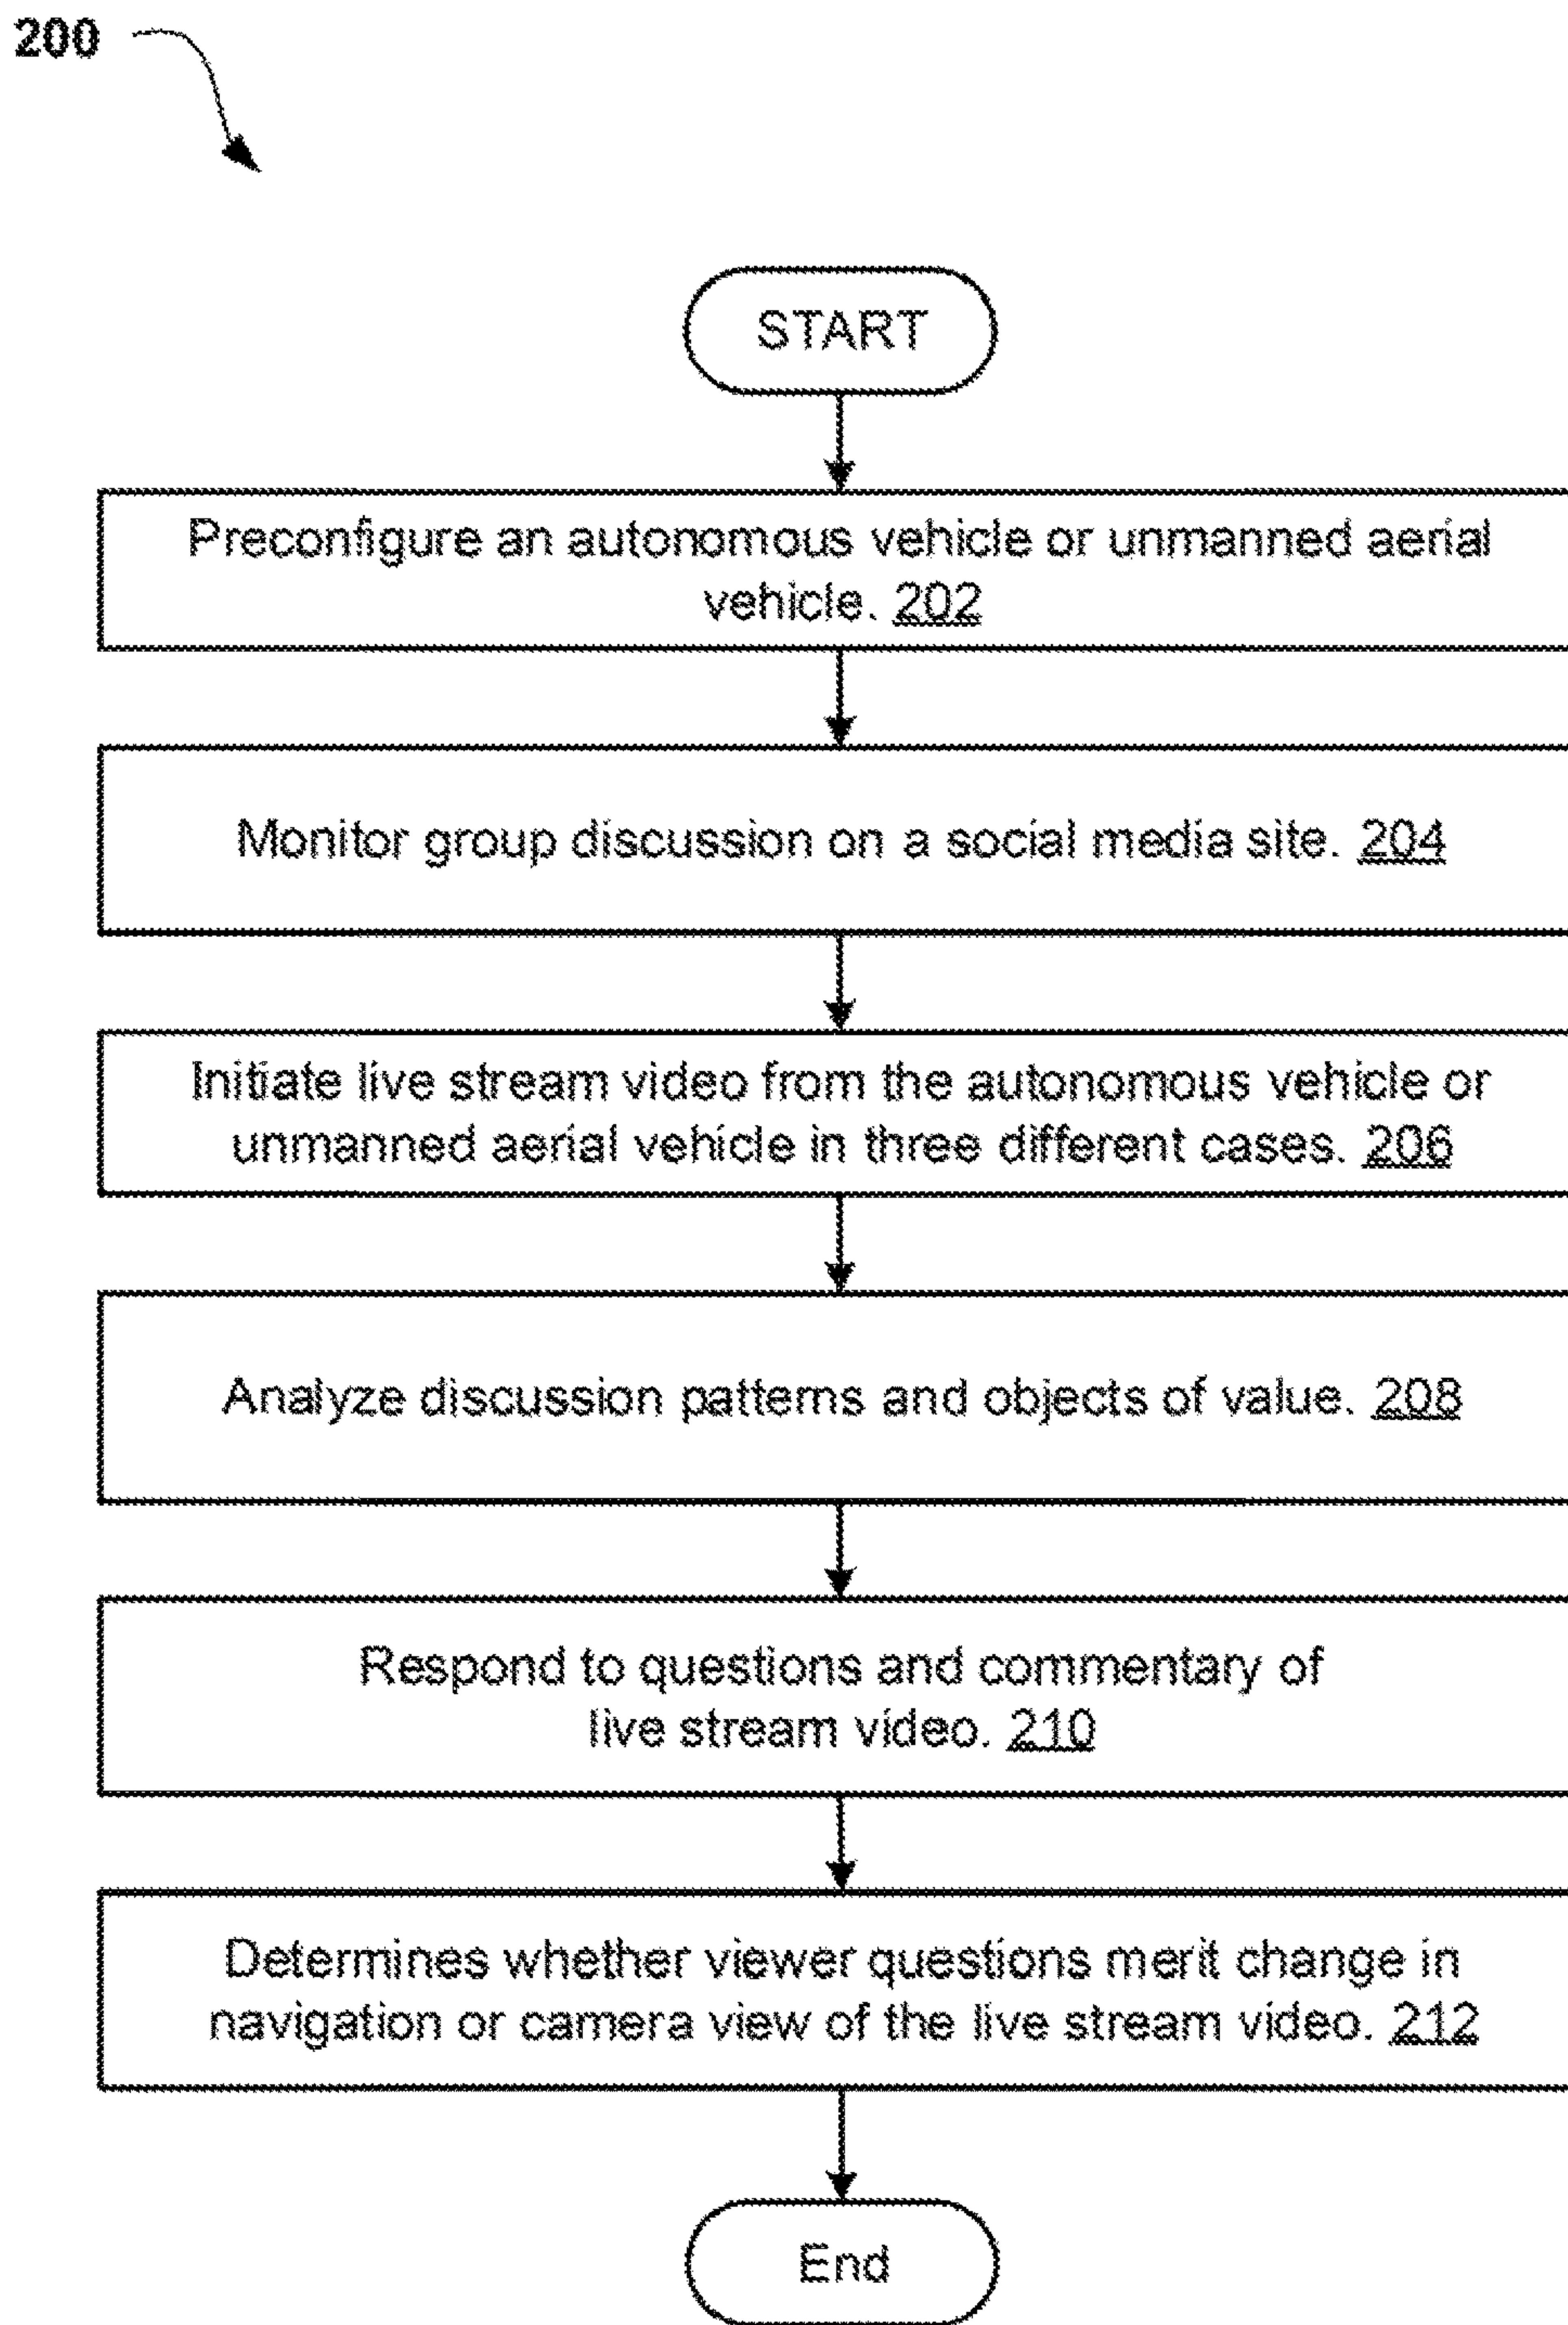 200
START
Preconfigure an autonomous vehicle or unmanned aerial
vehicle. 202
Monitor group discussion on a social media site. 204
Initiate live stream video from the autonomous vehicle or
unmanned aerial vehicle in three different cases. 206
Analyze discussion patterns and objects of value. 208
Respond to questions and commentary of
live stream video. 210
Determines whether viewer questions merit change in
navigation or camera view of the live stream video. 212
End